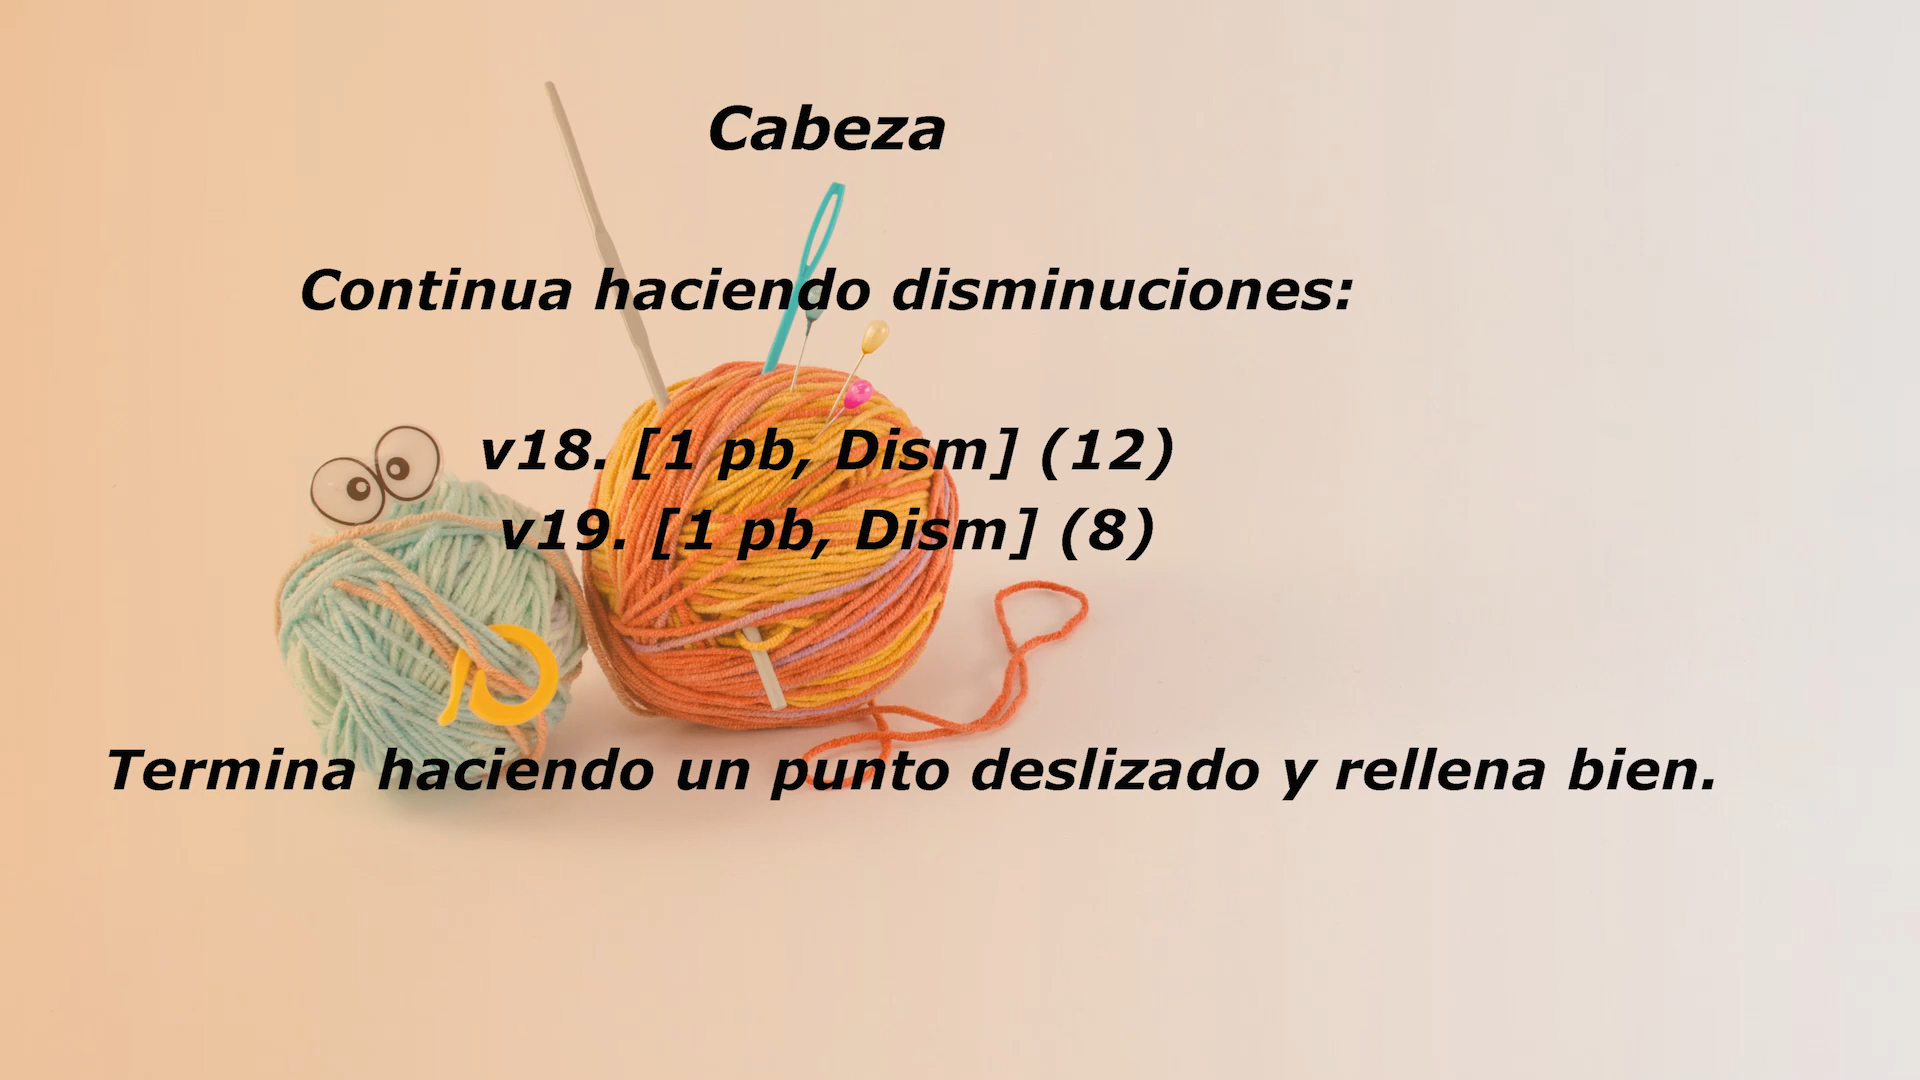 Cabeza
Continua haciendo disminuciones:
v18. [1 pb, Dism] (12)
v19. [1 pb, Dism] (8)
Termina haciendo un punto deslizado y rellena bien.